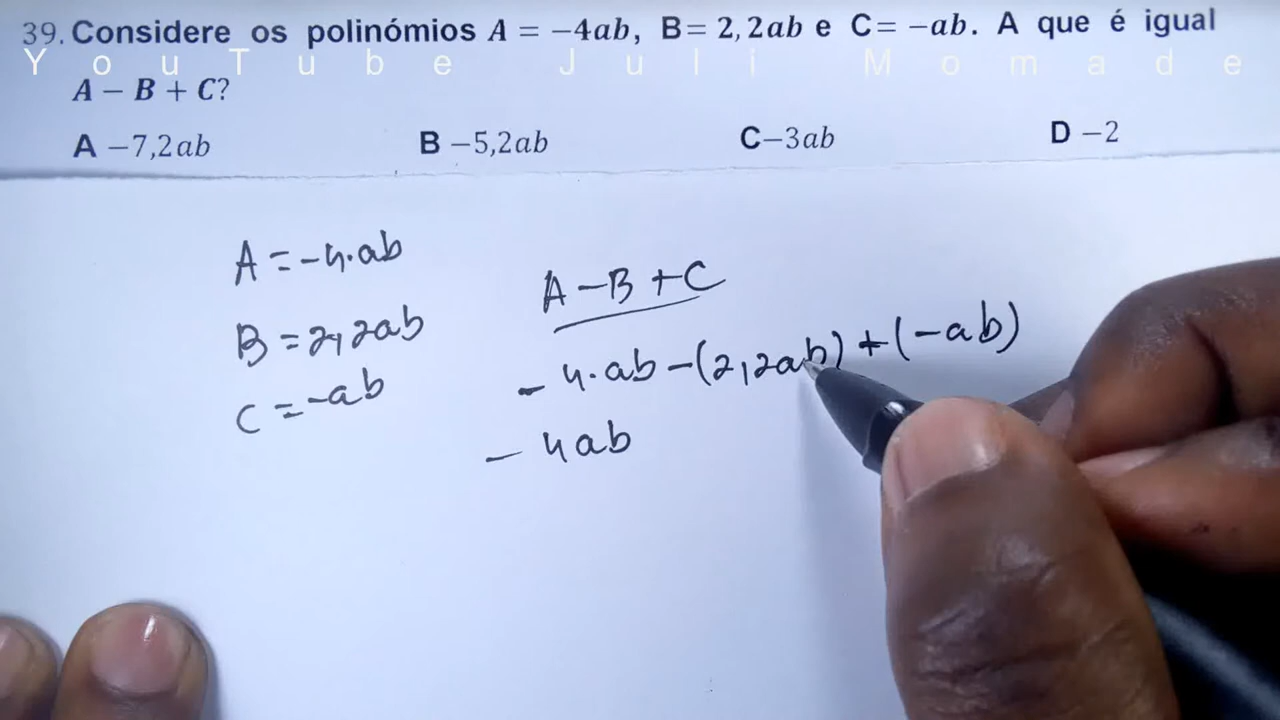 39. Considere os polinómios A = −4ab, B= 2,2ab e C= −ab. A que é igual
YouTube Juli Momade
A − B + C?
A −7,2ab B −5,2ab C−3ab D −2
A = -4·ab
B = 2,2ab
C = -ab
A - B + C
- 4·ab - (2,2ab) + (-ab)
- 4ab